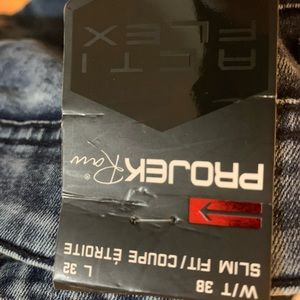 ACTI
FLEX
PROJEK Raw®
SLIM FIT/COUPE ÉTROITE
W/T 38 L 32